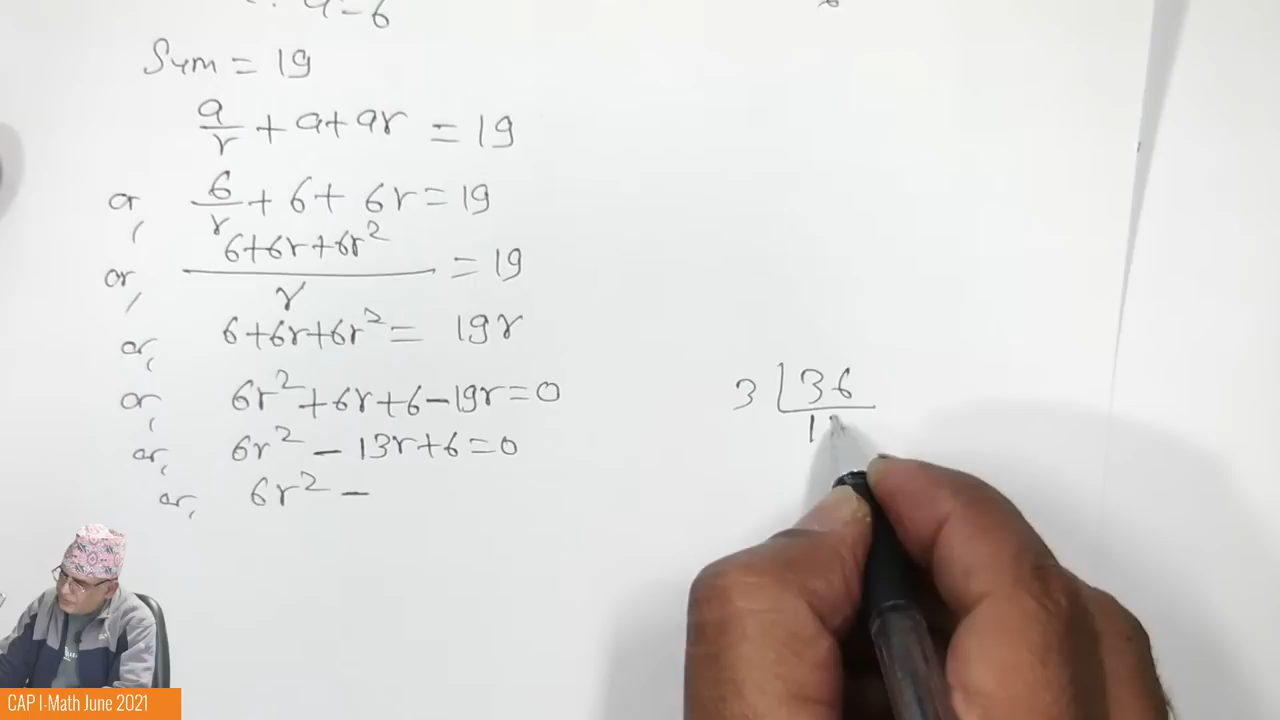 a = 6
Sum = 19
a/r + a + ar = 19
or, 6/r + 6 + 6r = 19
or, (6+6r+6r²)/r = 19
or, 6+6r+6r² = 19r
or, 6r²+6r+6-19r=0
or, 6r² - 13r+6=0
or, 6r² -
3 | 36
1
CAP I-Math June 2021